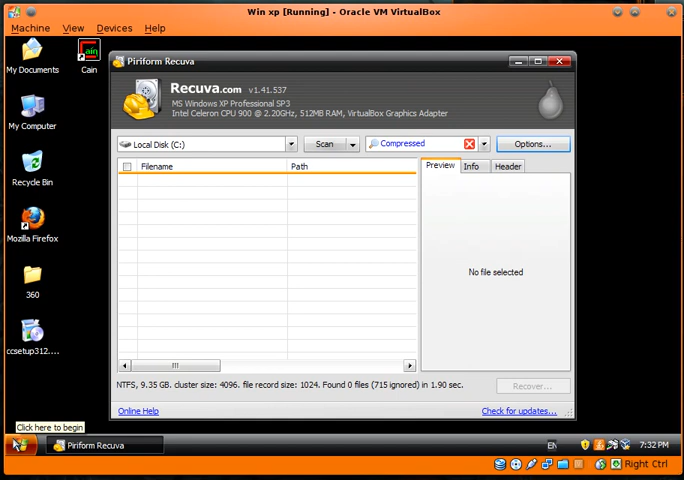 Win xp [Running] - Oracle VM VirtualBox
Machine View Devices Help
My Documents
Cain
My Computer
Recycle Bin
Mozilla Firefox
360
ccsetup312....
Piriform Recuva
Recuva.com v1.41.537
MS Windows XP Professional SP3
Intel Celeron CPU 900 @ 2.20GHz, 512MB RAM, VirtualBox Graphics Adapter
Local Disk (C:) Scan Compressed Options...
Filename Path Preview Info Header
No file selected
NTFS, 9.35 GB. cluster size: 4096. file record size: 1024. Found 0 files (715 ignored) in 1.90 sec.
Recover...
Online Help Check for updates...
Click here to begin
Piriform Recuva EN 7:32 PM
Right Ctrl